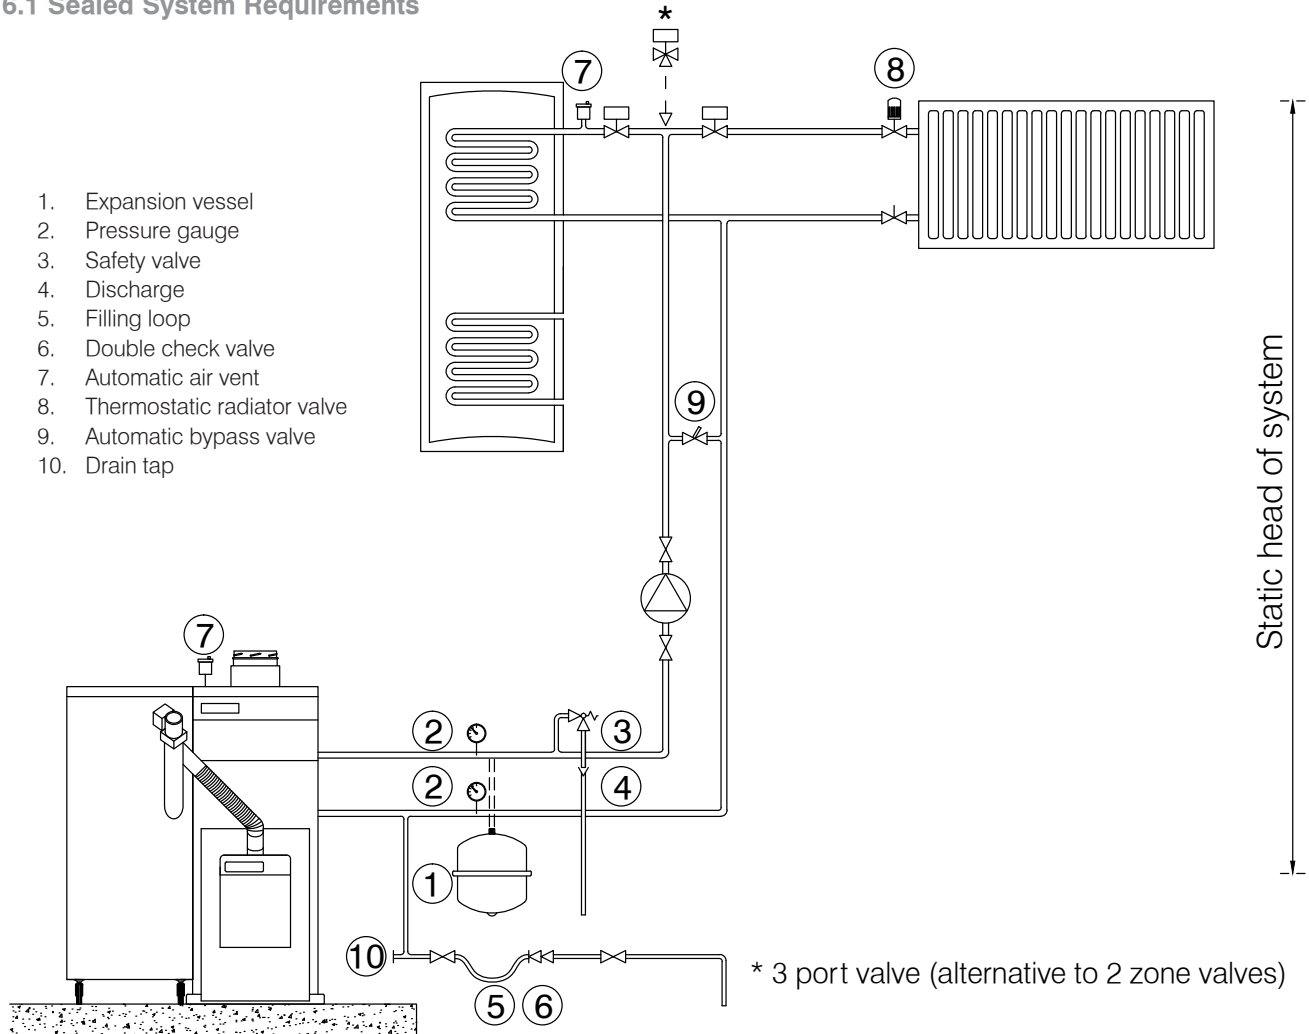 6.1 Sealed System Requirements
*
7
8
1. Expansion vessel
2. Pressure gauge
3. Safety valve
4. Discharge
5. Filling loop
6. Double check valve
7. Automatic air vent
8. Thermostatic radiator valve
9. Automatic bypass valve
10. Drain tap
9
Static head of system
7
2
3
2
4
1
10
5 6
* 3 port valve (alternative to 2 zone valves)